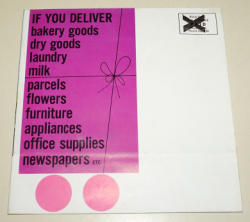 IF YOU DELIVER
bakery goods
dry goods
laundry
milk
parcels
flowers
furniture
appliances
office supplies
newspapers ETC